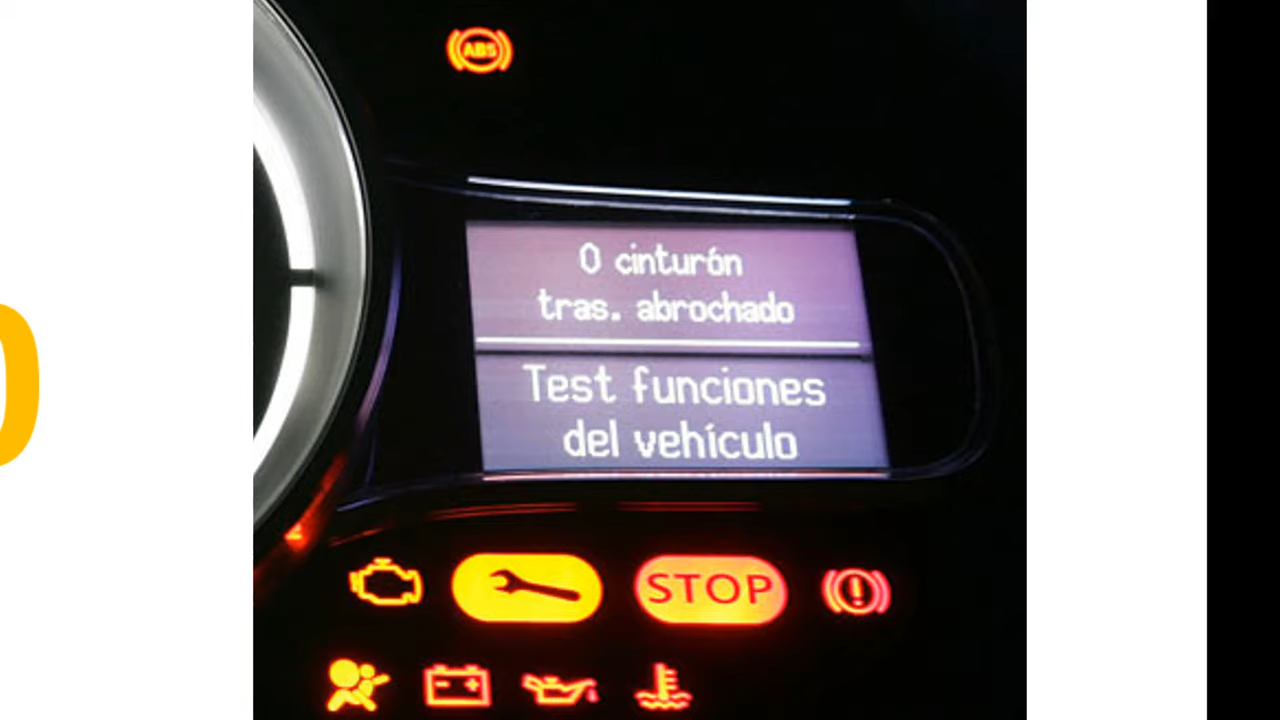 ABS
0 cinturón
tras. abrochado
Test funciones
del vehículo
STOP